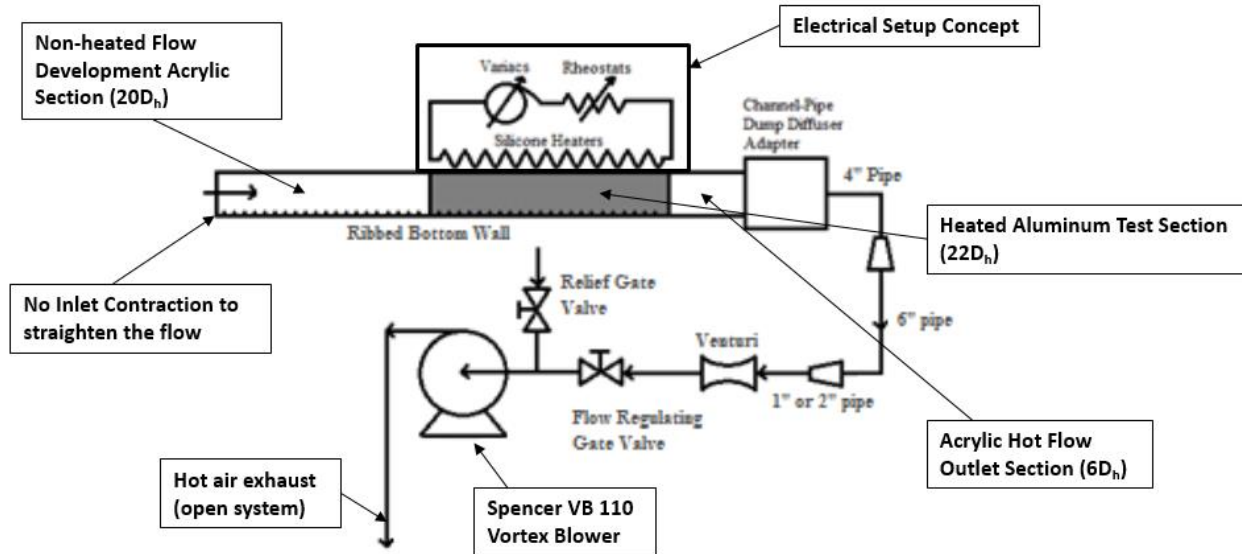 Electrical Setup Concept
Non-heated Flow
Development Acrylic
Section (20Dₕ)
Variacs
Rheostats
Silicone Heaters
Channel-Pipe
Dump Diffuser
Adapter
4" Pipe
Ribbed Bottom Wall
Heated Aluminum Test Section
(22Dₕ)
No Inlet Contraction to
straighten the flow
Relief Gate
Valve
6" pipe
Venturi
1" or 2" pipe
Flow Regulating
Gate Valve
Acrylic Hot Flow
Outlet Section (6Dₕ)
Hot air exhaust
(open system)
Spencer VB 110
Vortex Blower